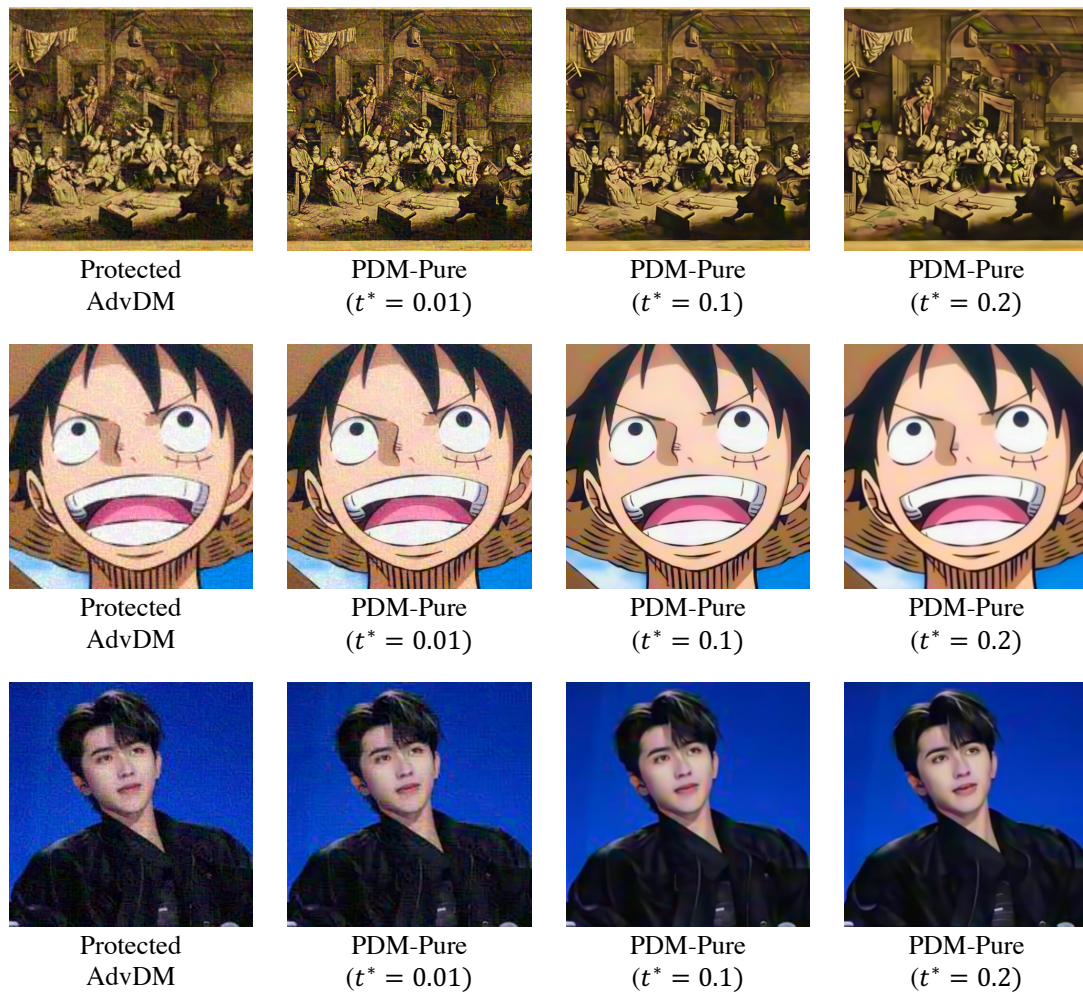 Protected
AdvDM
PDM-Pure
(t* = 0.01)
PDM-Pure
(t* = 0.1)
PDM-Pure
(t* = 0.2)
Protected
AdvDM
PDM-Pure
(t* = 0.01)
PDM-Pure
(t* = 0.1)
PDM-Pure
(t* = 0.2)
Protected
AdvDM
PDM-Pure
(t* = 0.01)
PDM-Pure
(t* = 0.1)
PDM-Pure
(t* = 0.2)